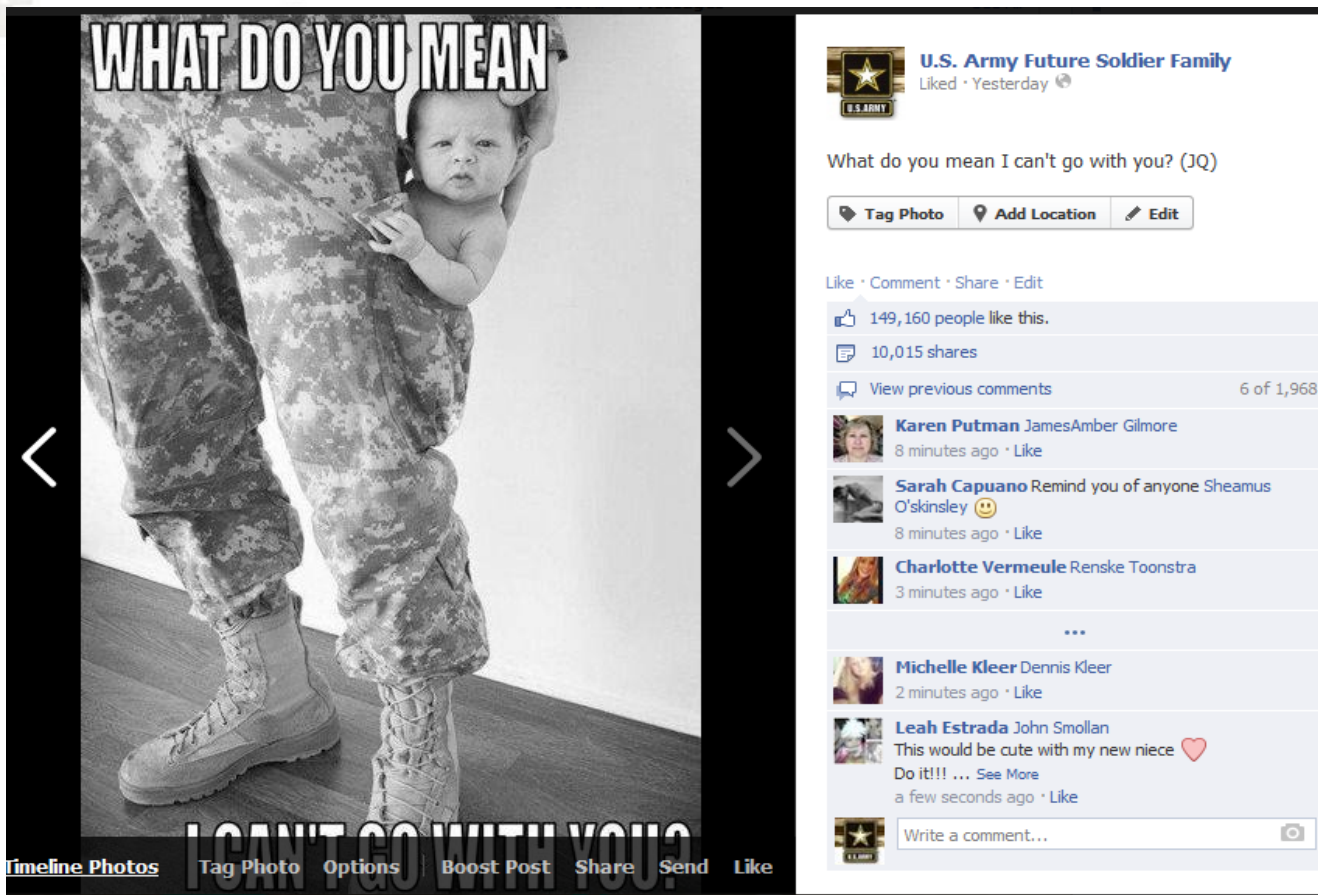 WHAT DO YOU MEAN
I CAN'T GO WITH YOU?
Timeline Photos Tag Photo Options Boost Post Share Send Like
U.S.ARMY
U.S. Army Future Soldier Family
Liked · Yesterday
What do you mean I can't go with you? (JQ)
Tag Photo Add Location Edit
Like · Comment · Share · Edit
149,160 people like this.
10,015 shares
View previous comments 6 of 1,968
Karen Putman JamesAmber Gilmore
8 minutes ago · Like
Sarah Capuano Remind you of anyone Sheamus
O'skinsley
8 minutes ago · Like
Charlotte Vermeule Renske Toonstra
3 minutes ago · Like
...
Michelle Kleer Dennis Kleer
2 minutes ago · Like
Leah Estrada John Smollan
This would be cute with my new niece
Do it!!! ... See More
a few seconds ago · Like
U.S.ARMY
Write a comment...